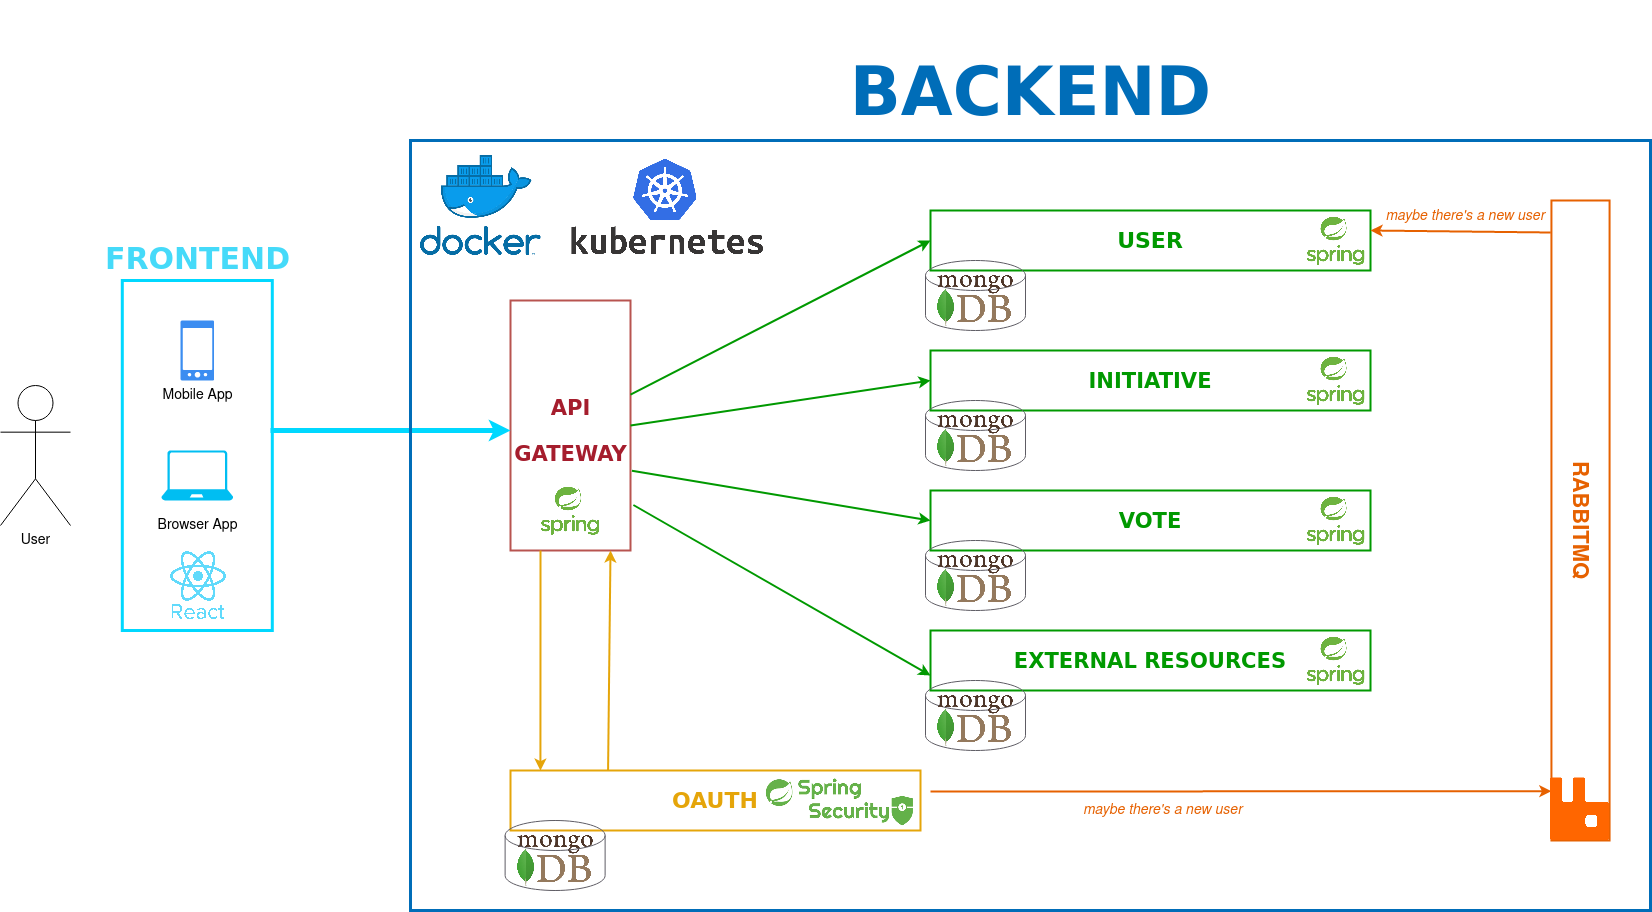 BACKEND
docker
kubernetes
FRONTEND
Mobile App
Browser App
React
User
API
GATEWAY
spring
USER
spring
mongo
DB
maybe there's a new user
INITIATIVE
spring
mongo
DB
VOTE
spring
mongo
DB
EXTERNAL RESOURCES
spring
mongo
DB
RABBITMQ
OAUTH
Spring
Security
mongo
DB
maybe there's a new user